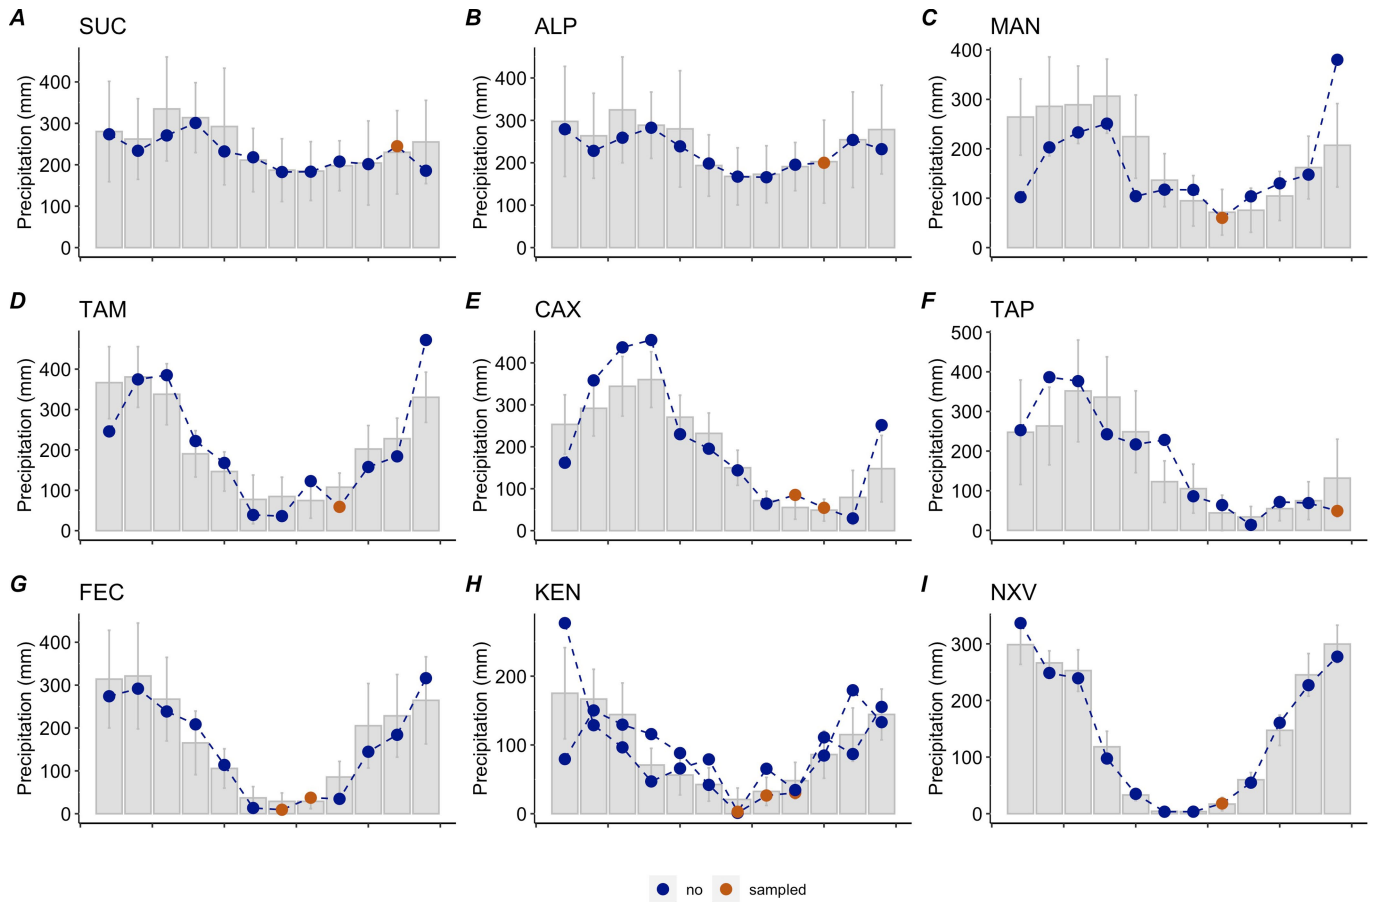 A SUC
B ALP
C MAN
Precipitation (mm)
400
300
200
100
0
Precipitation (mm)
400
300
200
100
0
Precipitation (mm)
400
300
200
100
0
D TAM
E CAX
F TAP
Precipitation (mm)
400
300
200
100
0
Precipitation (mm)
400
300
200
100
0
Precipitation (mm)
500
400
300
200
100
0
G FEC
H KEN
I NXV
Precipitation (mm)
400
300
200
100
0
Precipitation (mm)
200
100
0
Precipitation (mm)
300
200
100
0
no sampled